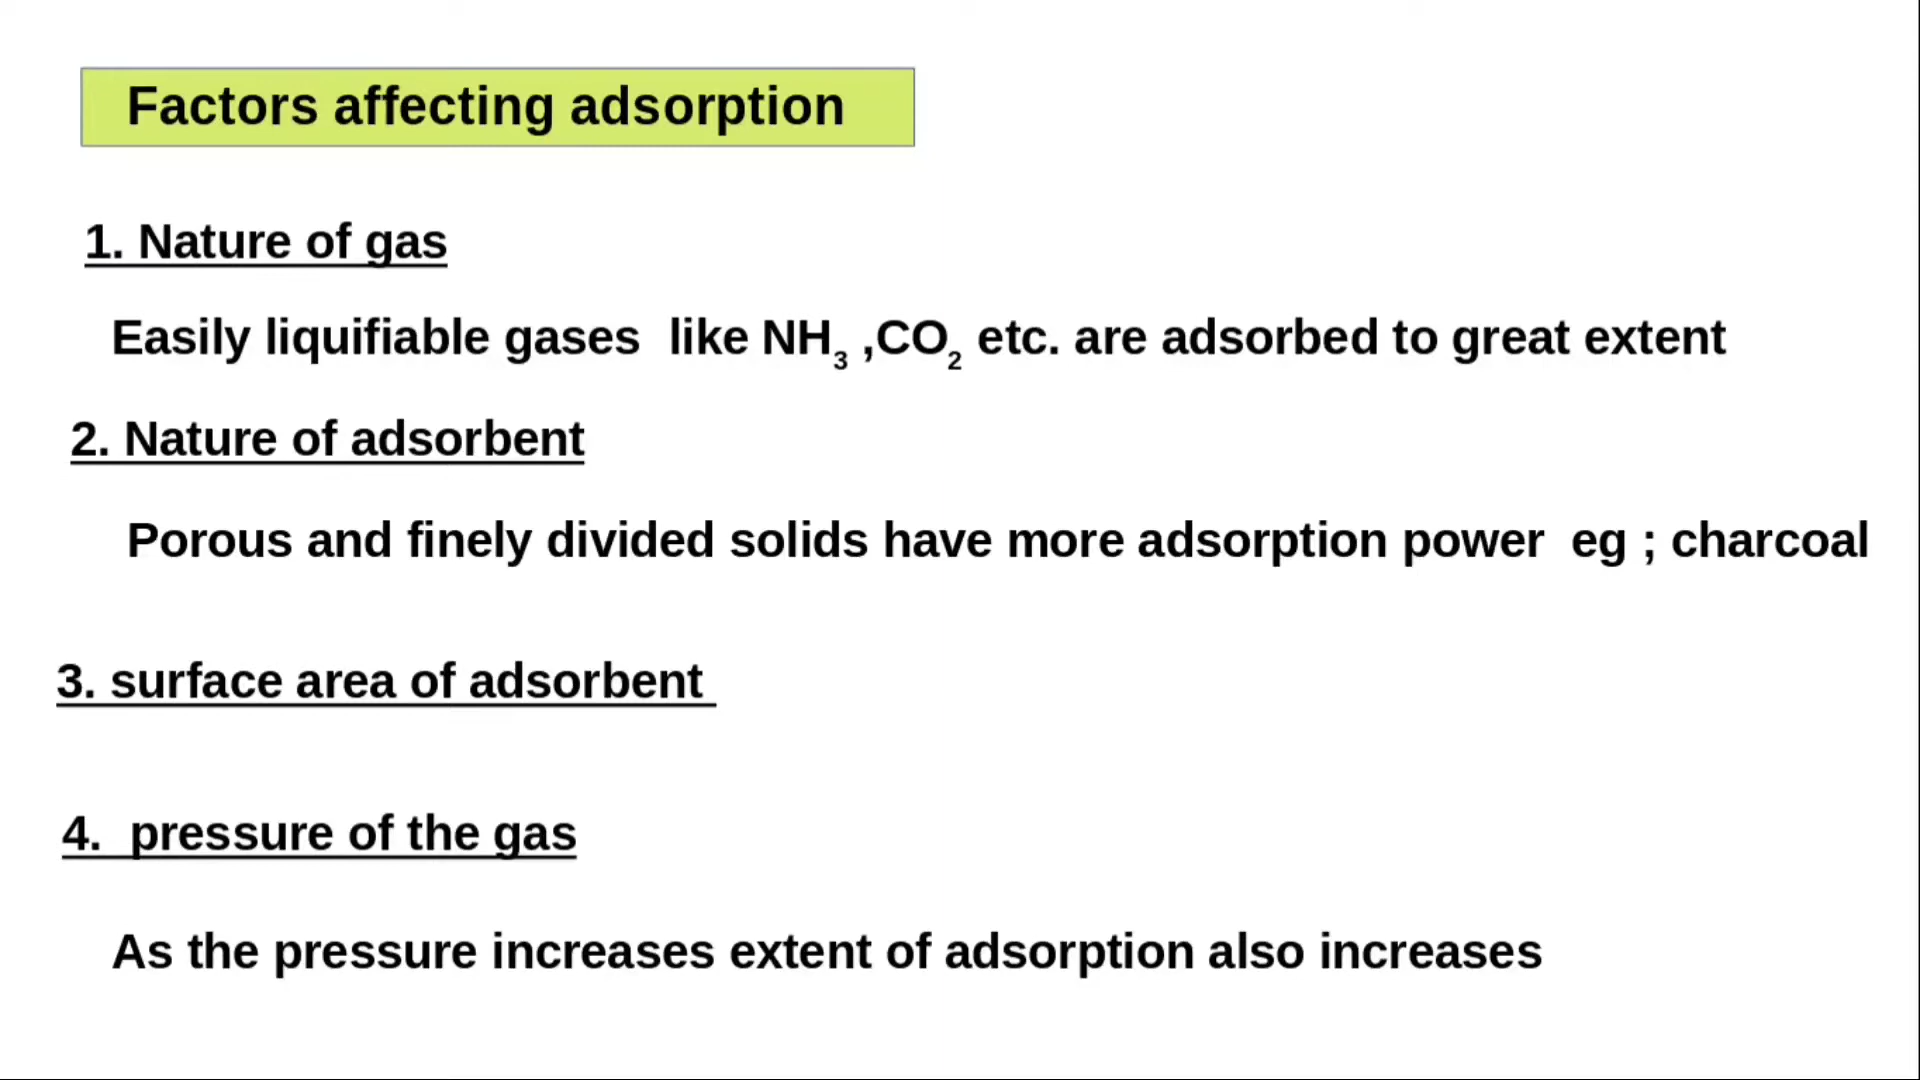 Factors affecting adsorption
1. Nature of gas
Easily liquifiable gases  like NH₃ ,CO₂ etc. are adsorbed to great extent
2. Nature of adsorbent
Porous and finely divided solids have more adsorption power  eg ; charcoal
3. surface area of adsorbent
4.  pressure of the gas
As the pressure increases extent of adsorption also increases